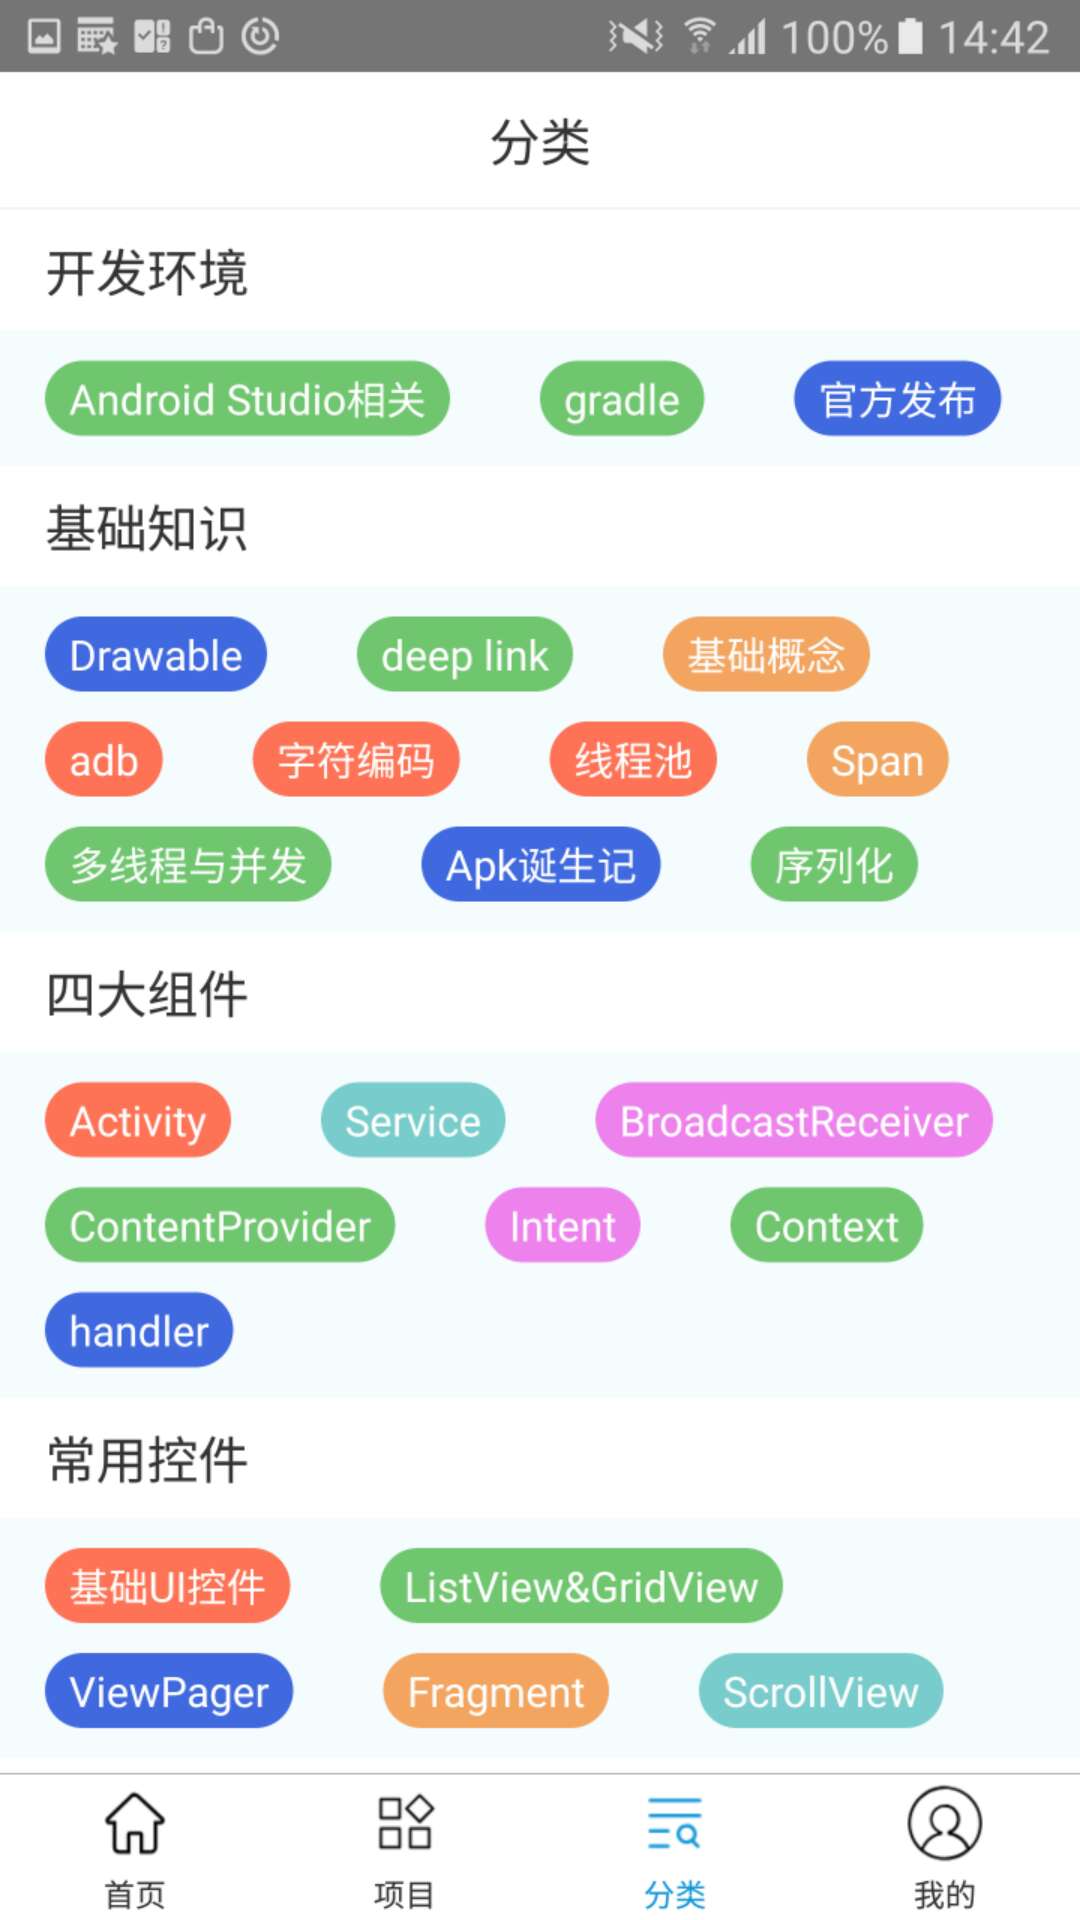 100% 14:42
分类
开发环境
Android Studio相关 gradle 官方发布
基础知识
Drawable deep link 基础概念
adb 字符编码 线程池 Span
多线程与并发 Apk诞生记 序列化
四大组件
Activity Service BroadcastReceiver
ContentProvider Intent Context
handler
常用控件
基础UI控件 ListView&GridView
ViewPager Fragment ScrollView
首页 项目 分类 我的